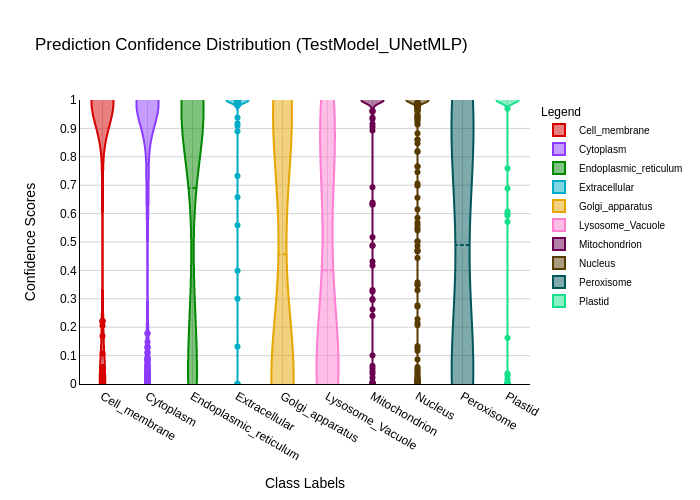 Prediction Confidence Distribution (TestModel_UNetMLP)
Legend
Cell_membrane
Cytoplasm
Endoplasmic_reticulum
Extracellular
Golgi_apparatus
Lysosome_Vacuole
Mitochondrion
Nucleus
Peroxisome
Plastid
Confidence Scores
1
0.9
0.8
0.7
0.6
0.5
0.4
0.3
0.2
0.1
0
Cell_membrane
Cytoplasm
Endoplasmic_reticulum
Extracellular
Golgi_apparatus
Lysosome_Vacuole
Mitochondrion
Nucleus
Peroxisome
Plastid
Class Labels